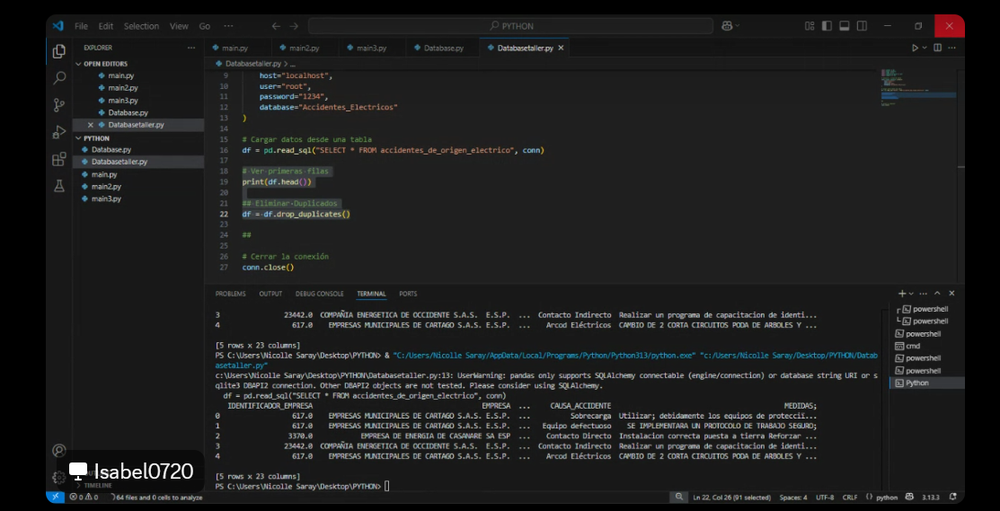 File Edit Selection View Go ... PYTHON
EXPLORER ...
main.py main2.py main3.py Database.py Databasetaller.py
Databasetaller.py > ...
OPEN EDITORS
main.py
main2.py
main3.py
Database.py
Databasetaller.py
PYTHON
Database.py
Databasetaller.py
main.py
main2.py
main3.py
9 host="localhost",
10 user="root",
11 password="1234",
12 database="Accidentes_Electricos"
13 )
14
15 # Cargar datos desde una tabla
16 df = pd.read_sql("SELECT * FROM accidentes_de_origen_electrico", conn)
17
18 # Ver primeras filas
19 print(df.head())
20
21 ## Eliminar Duplicados
22 df = df.drop_duplicates()
23
24 ##
25
26 # Cerrar la conexión
27 conn.close()
PROBLEMS OUTPUT DEBUG CONSOLE TERMINAL PORTS
3 23442.0 COMPAÑIA ENERGETICA DE OCCIDENTE S.A.S. E.S.P. ... Contacto Indirecto Realizar un programa de capacitacion de identi...
4 617.0 EMPRESAS MUNICIPALES DE CARTAGO S.A.S. E.S.P. ... Arcod Eléctricos CAMBIO DE 2 CORTA CIRCUITOS PODA DE ARBOLES Y ...
[5 rows x 23 columns]
PS C:\Users\Nicolle Saray\Desktop\PYTHON> & "C:/Users/Nicolle Saray/AppData/Local/Programs/Python/Python313/python.exe" "c:/Users/Nicolle Saray/Desktop/PYTHON/Datab
asetaller.py"
c:\Users\Nicolle Saray\Desktop\PYTHON\Databasetaller.py:13: UserWarning: pandas only supports SQLAlchemy connectable (engine/connection) or database string URI or s
qlite3 DBAPI2 connection. Other DBAPI2 objects are not tested. Please consider using SQLAlchemy.
df = pd.read_sql("SELECT * FROM accidentes_de_origen_electrico", conn)
IDENTIFICADOR_EMPRESA EMPRESA ... CAUSA_ACCIDENTE MEDIDAS;
0 617.0 EMPRESAS MUNICIPALES DE CARTAGO S.A.S. E.S.P. ... Sobrecarga Utilizar; debidamente los equipos de protecciï...
1 617.0 EMPRESAS MUNICIPALES DE CARTAGO S.A.S. E.S.P. ... Equipo defectuoso SE IMPLEMENTARA UN PROTOCOLO DE TRABAJO SEGURO;
2 3370.0 EMPRESA DE ENERGIA DE CASANARE SA ESP ... Contacto Directo Instalacion correcta puesta a tierra Reforzar ...
3 23442.0 COMPAÑIA ENERGETICA DE OCCIDENTE S.A.S. E.S.P. ... Contacto Indirecto Realizar un programa de capacitacion de identi...
4 617.0 EMPRESAS MUNICIPALES DE CARTAGO S.A.S. E.S.P. ... Arcod Eléctricos CAMBIO DE 2 CORTA CIRCUITOS PODA DE ARBOLES Y ...
[5 rows x 23 columns]
PS C:\Users\Nicolle Saray\Desktop\PYTHON>
powershell
powershell
powershell
cmd
powershell
powershell
Python
Isabel0720
TIMELINE
0 0 64 files and 0 cells to analyze
Ln 22, Col 26 (91 selected) Spaces: 4 UTF-8 CRLF python 3.13.3